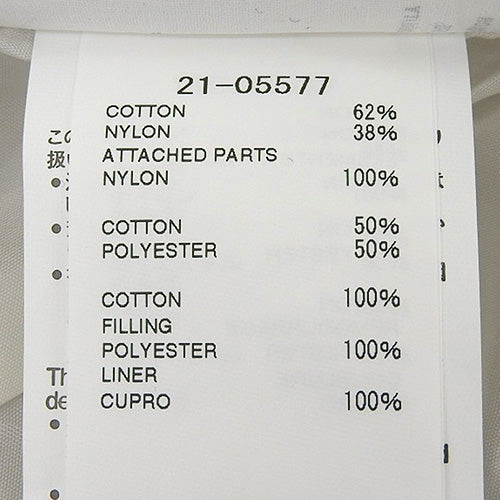 21-05577
COTTON 62%
NYLON 38%
ATTACHED PARTS
NYLON 100%
COTTON 50%
POLYESTER 50%
COTTON 100%
FILLING
POLYESTER 100%
LINER
CUPRO 100%